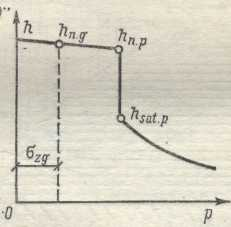 h
h_{n.g}
h_{n.p}
h_{sat.p}
σ_{zg}
0
p